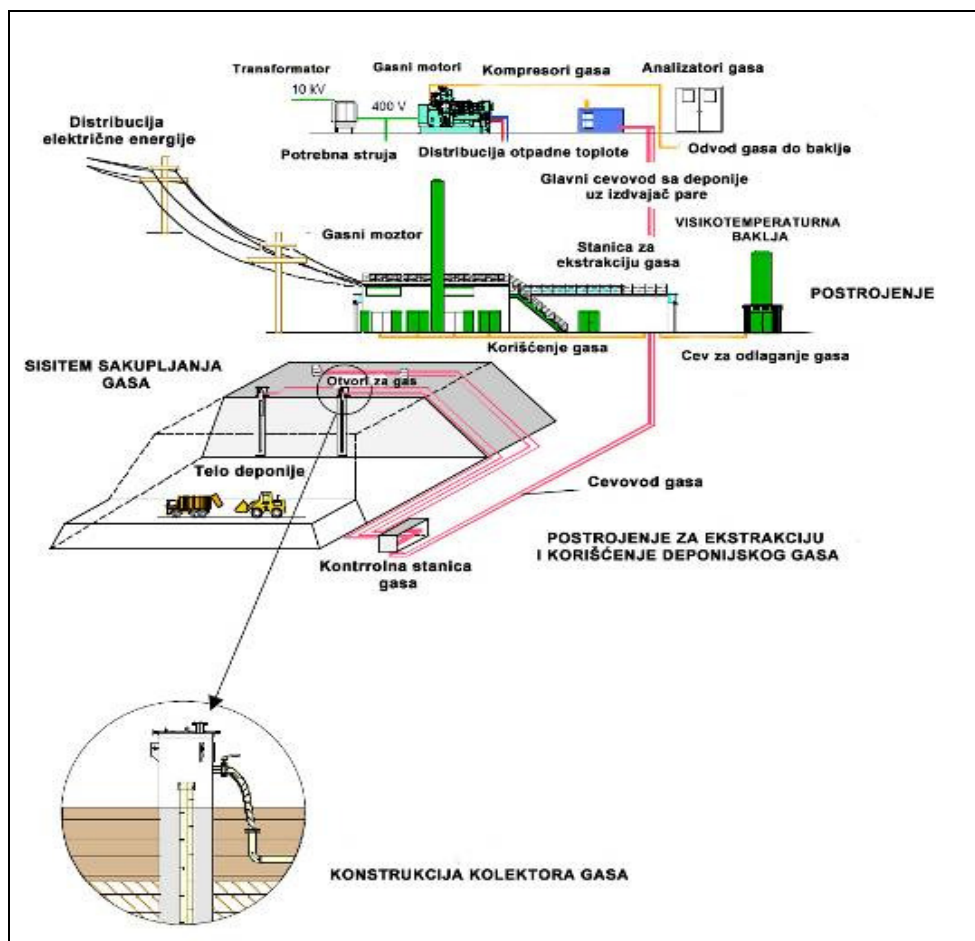 Transformator
Gasni motori
Kompresori gasa
Analizatori gasa
10 kV
400 V
Distribucija
električne energije
Potrebna struja
Distribucija otpadne toplote
Odvod gasa do baklje
Glavni cevovod sa deponije
uz izdvajač pare
Gasni moztor
Stanica za
ekstrakciju gasa
VISIKOTEMPERATURNA
BAKLJA
POSTROJENJE
Korišćenje gasa
Cev za odlaganje gasa
SISITEM SAKUPLJANJA
GASA
Otvori za gas
Telo deponije
Cevovod gasa
POSTROJENJE ZA EKSTRAKCIJU
I KORIŠĆENJE DEPONIJSKOG GASA
Kontrrolna stanica
gasa
KONSTRUKCIJA KOLEKTORA GASA